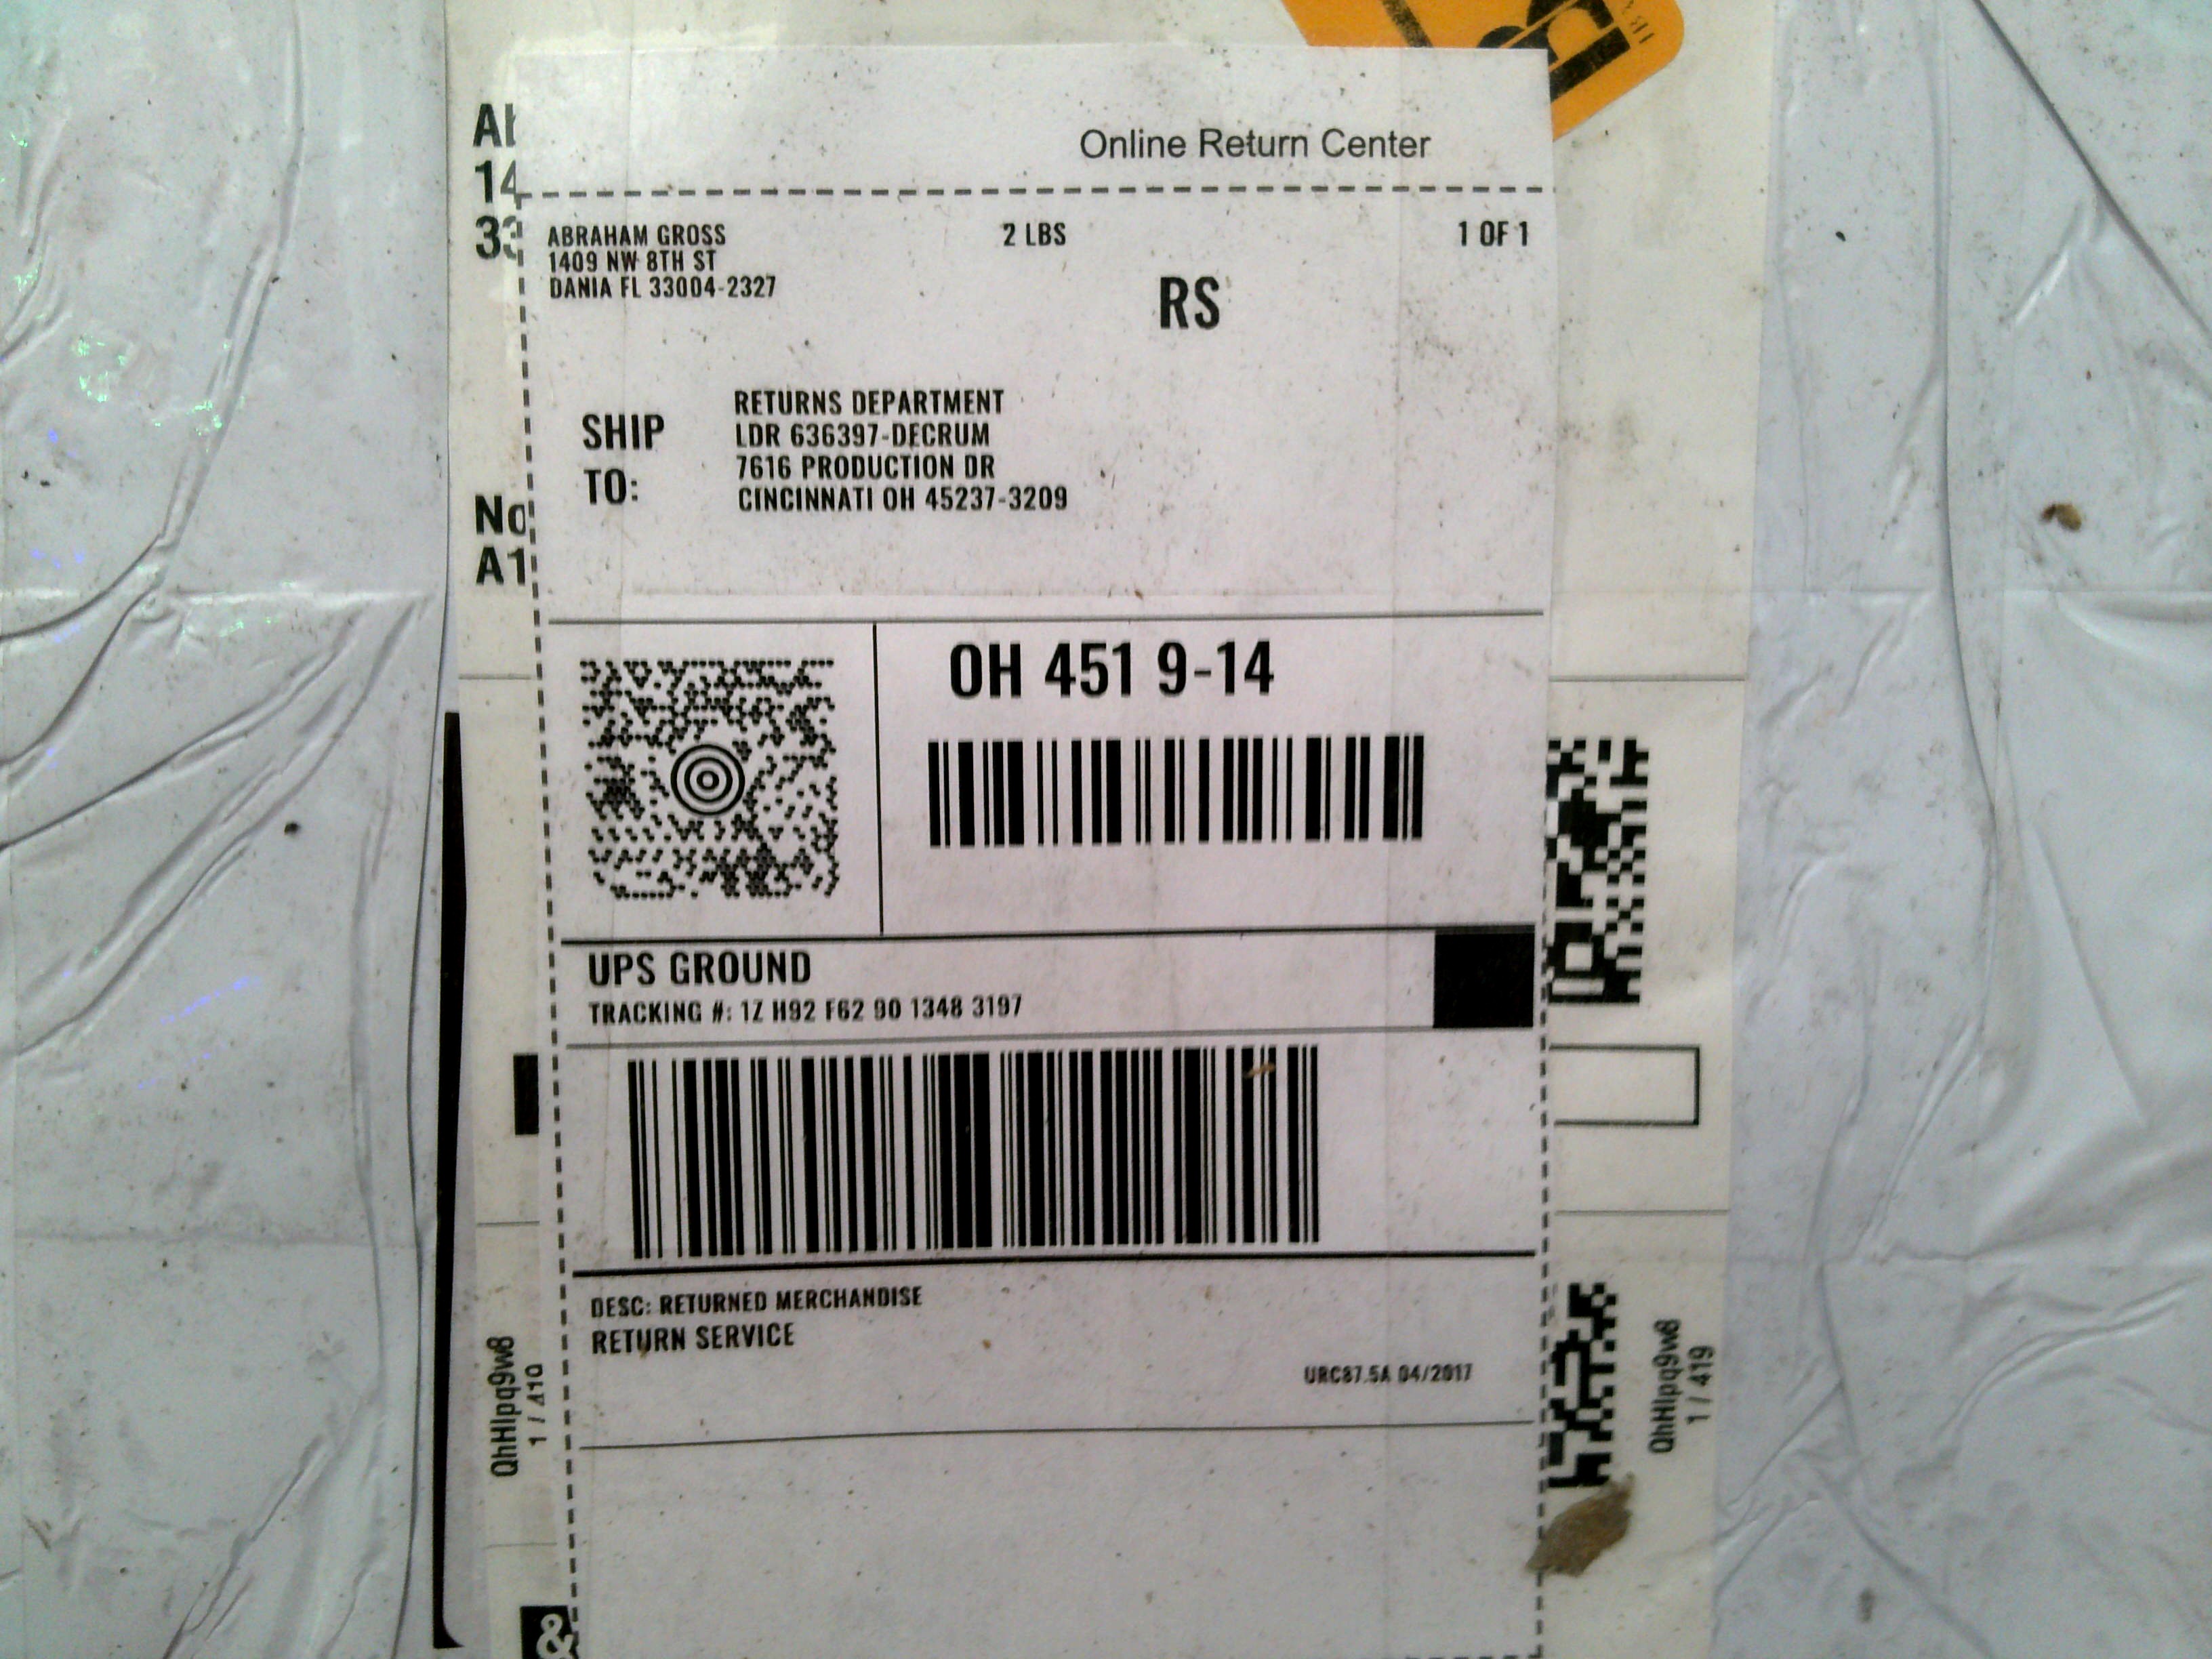 Online Return Center
ABRAHAM GROSS
1409 NW 8TH ST
DANIA FL 33004-2327
2 LBS
1 OF 1
RS
SHIP
TO:
RETURNS DEPARTMENT
LDR 636397-DECRUM
7616 PRODUCTION DR
CINCINNATI OH 45237-3209
OH 451 9-14
UPS GROUND
TRACKING #: 1Z H92 F62 90 1348 3197
DESC: RETURNED MERCHANDISE
RETURN SERVICE
URC87.5A 04/2017
14
A1
QhHlpq9w8
QhHlpq9w8
1 / 419
&